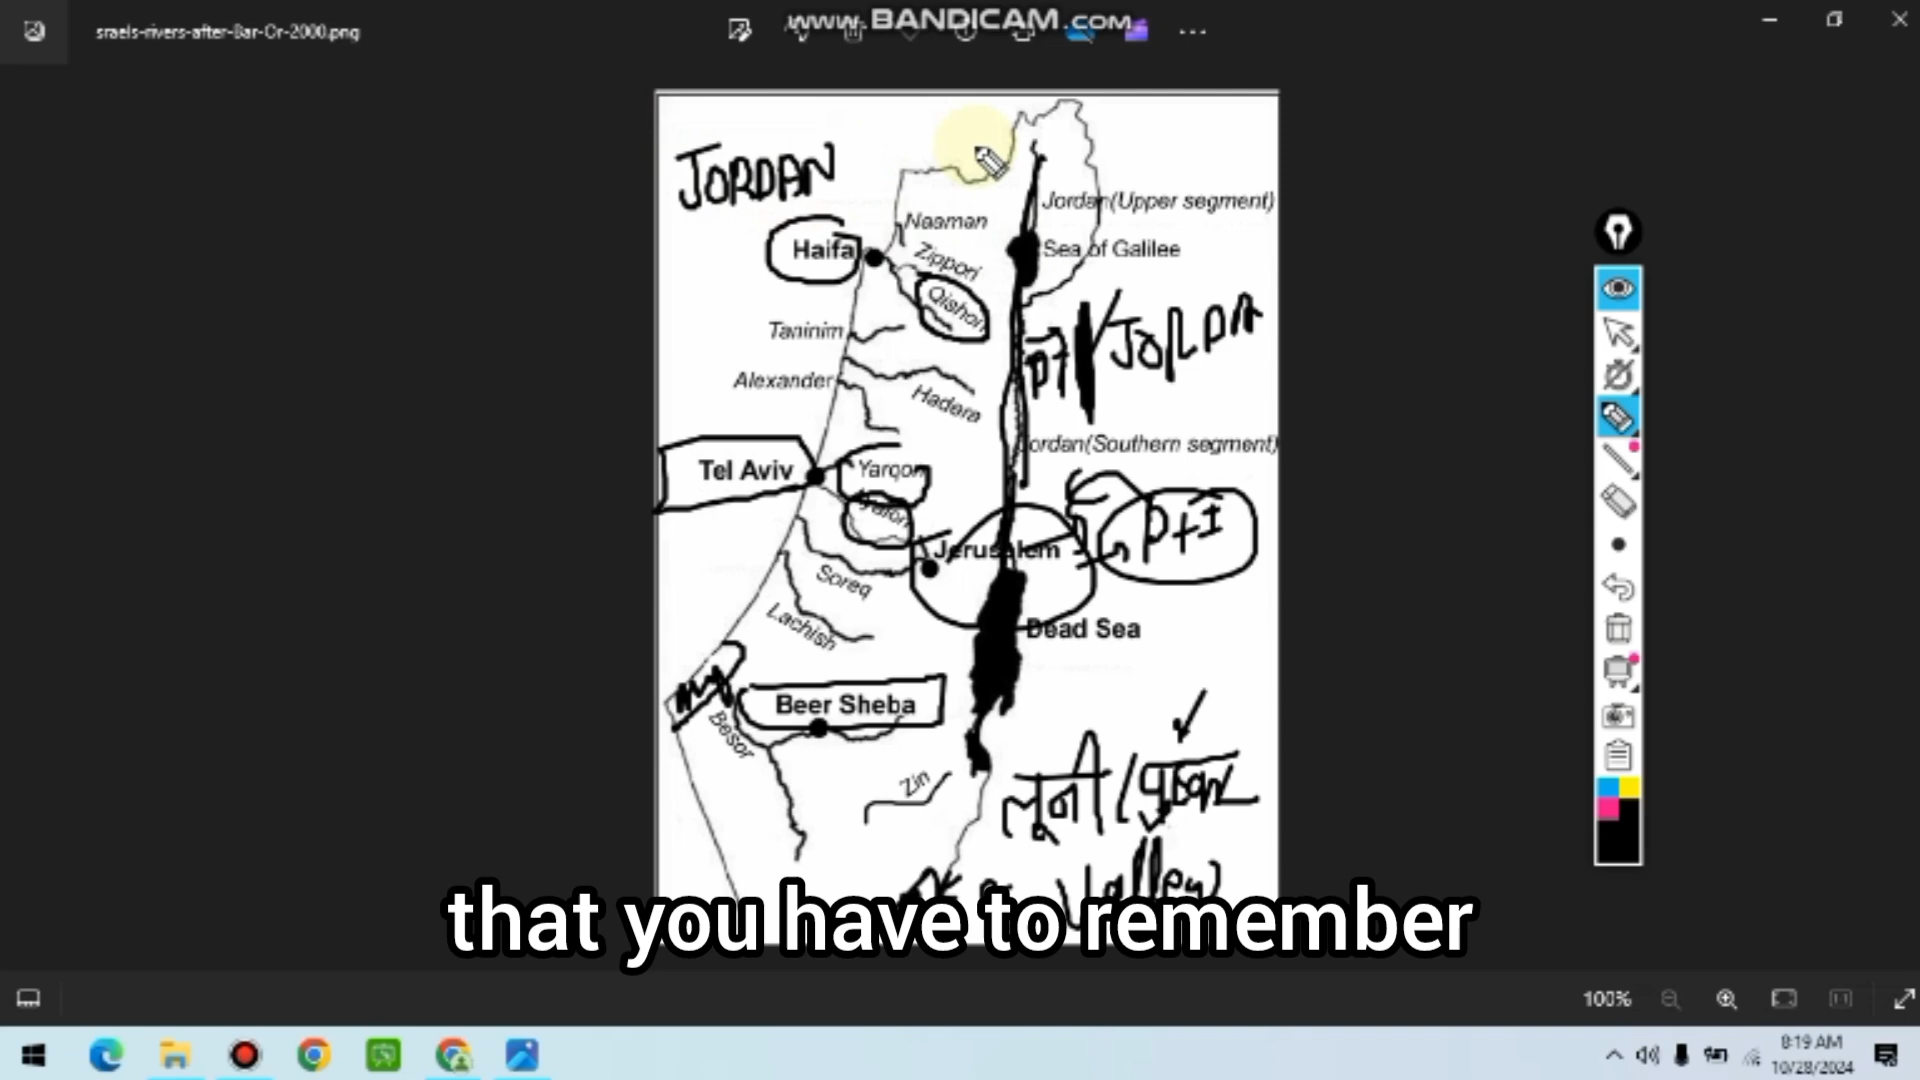 sraels-rivers-after-Bar-Or-2000.png
www.BANDICAM.COM
JORDAN
Jordan(Upper segment)
Naaman
Haifa
Zippori
Sea of Galilee
Qishon
Taninim
JORDAN
Alexander
Hadera
Jordan(Southern segment)
Tel Aviv
Yarqon
P+I
Jerusalem
Soreq
Lachish
Dead Sea
Beer Sheba
Besor
Zin
Valley
that you have to remember
100%
8:19 AM
10/28/2024